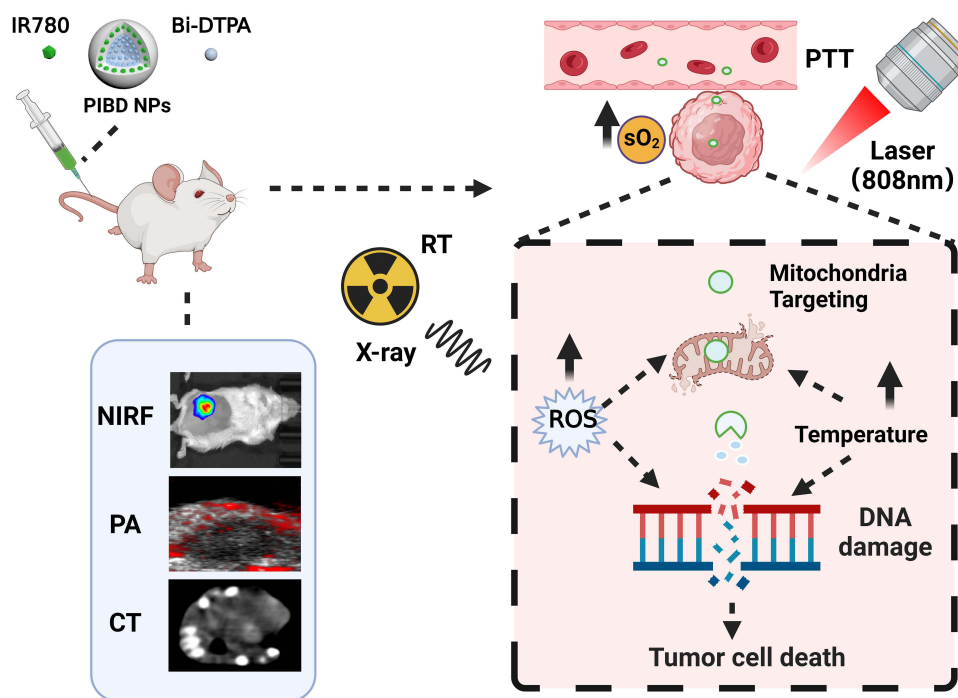 IR780
Bi-DTPA
PIBD NPs
PTT
sO₂
Laser
(808nm)
RT
X-ray
NIRF
PA
CT
Mitochondria
Targeting
ROS
Temperature
DNA
damage
Tumor cell death